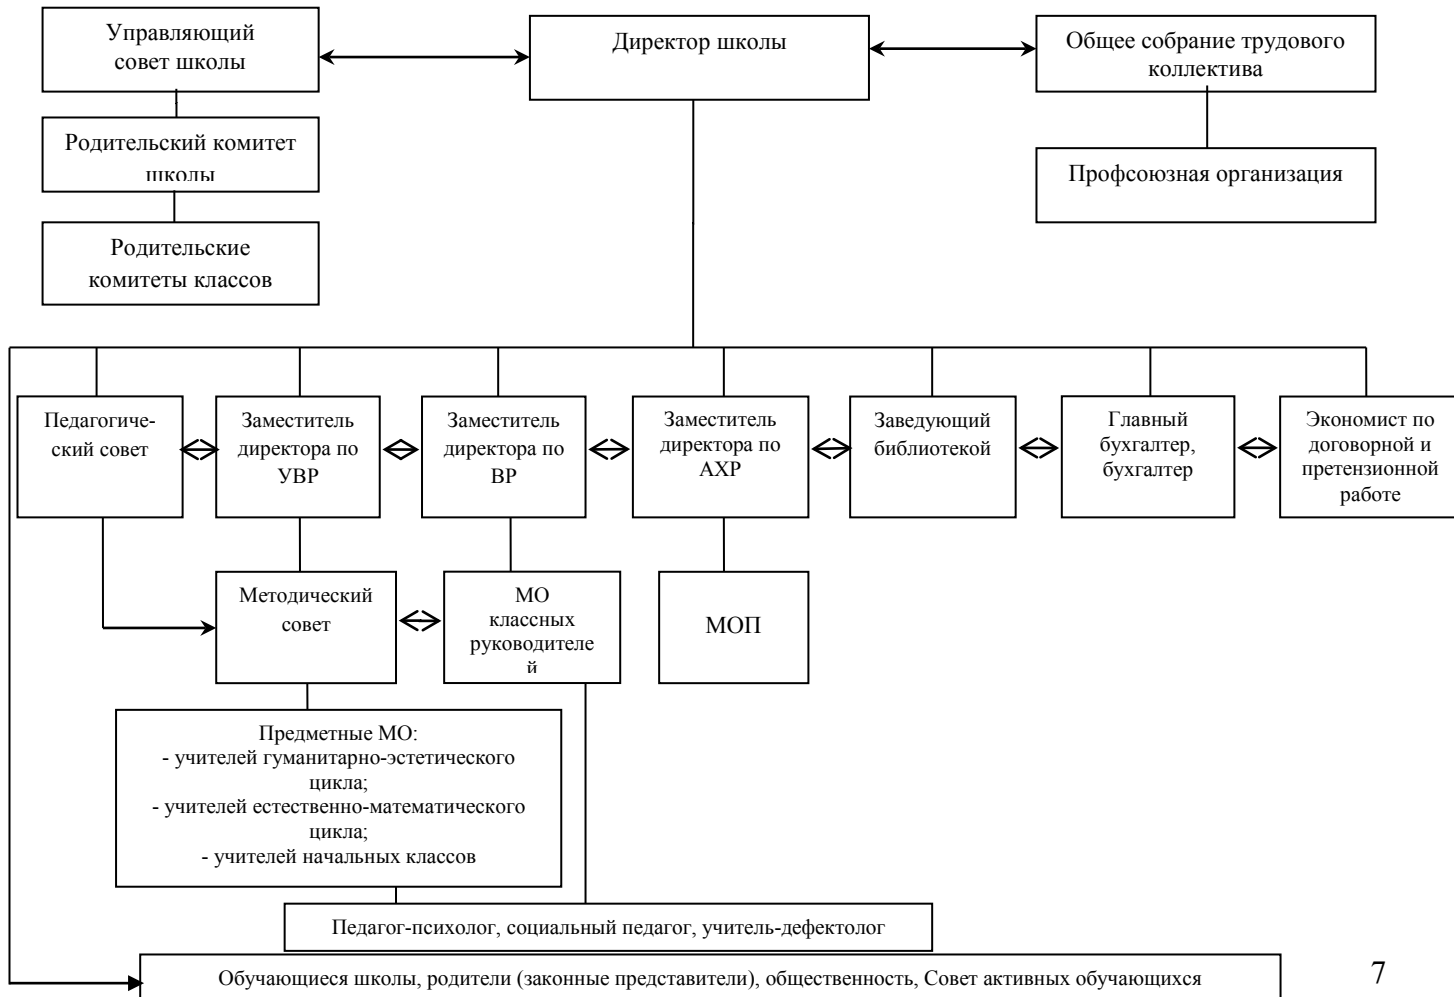 Управляющий
совет школы
Директор школы
Общее собрание трудового
коллектива
Родительский комитет
школы
Профсоюзная организация
Родительские
комитеты классов
Педагогиче-
ский совет
Заместитель
директора по
УВР
Заместитель
директора по
ВР
Заместитель
директора по
АХР
Заведующий
библиотекой
Главный
бухгалтер,
бухгалтер
Экономист по
договорной и
претензионной
работе
Методический
совет
МО
классных
руководителе
й
МОП
Предметные МО:
- учителей гуманитарно-эстетического
цикла;
- учителей естественно-математического
цикла;
- учителей начальных классов
Педагог-психолог, социальный педагог, учитель-дефектолог
Обучающиеся школы, родители (законные представители), общественность, Совет активных обучающихся
7